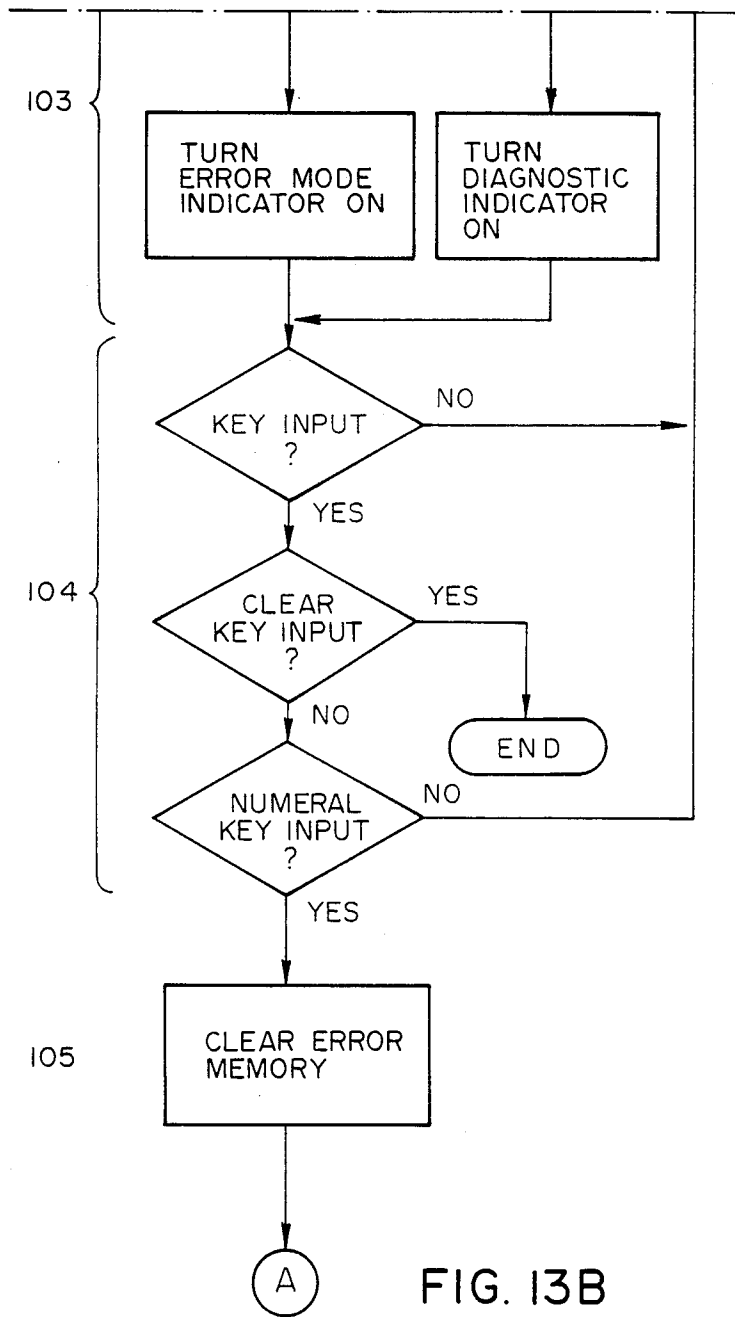 103
TURN
ERROR MODE
INDICATOR ON
TURN
DIAGNOSTIC
INDICATOR
ON
104
KEY INPUT
?
NO
YES
CLEAR
KEY INPUT
?
YES
END
NO
NUMERAL
KEY INPUT
?
NO
YES
105
CLEAR ERROR
MEMORY
A
FIG. 13B